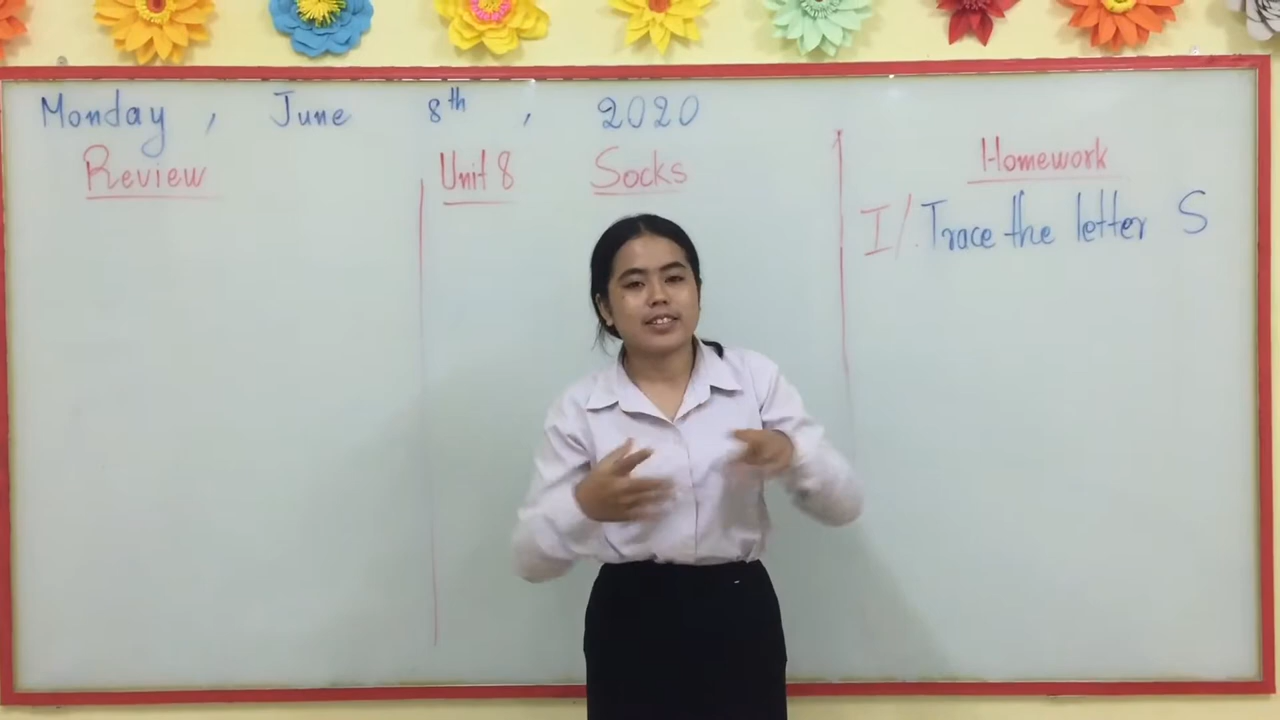 Monday, June 8th, 2020
Review
Unit 8 Socks
Homework
I/. Trace the letter S